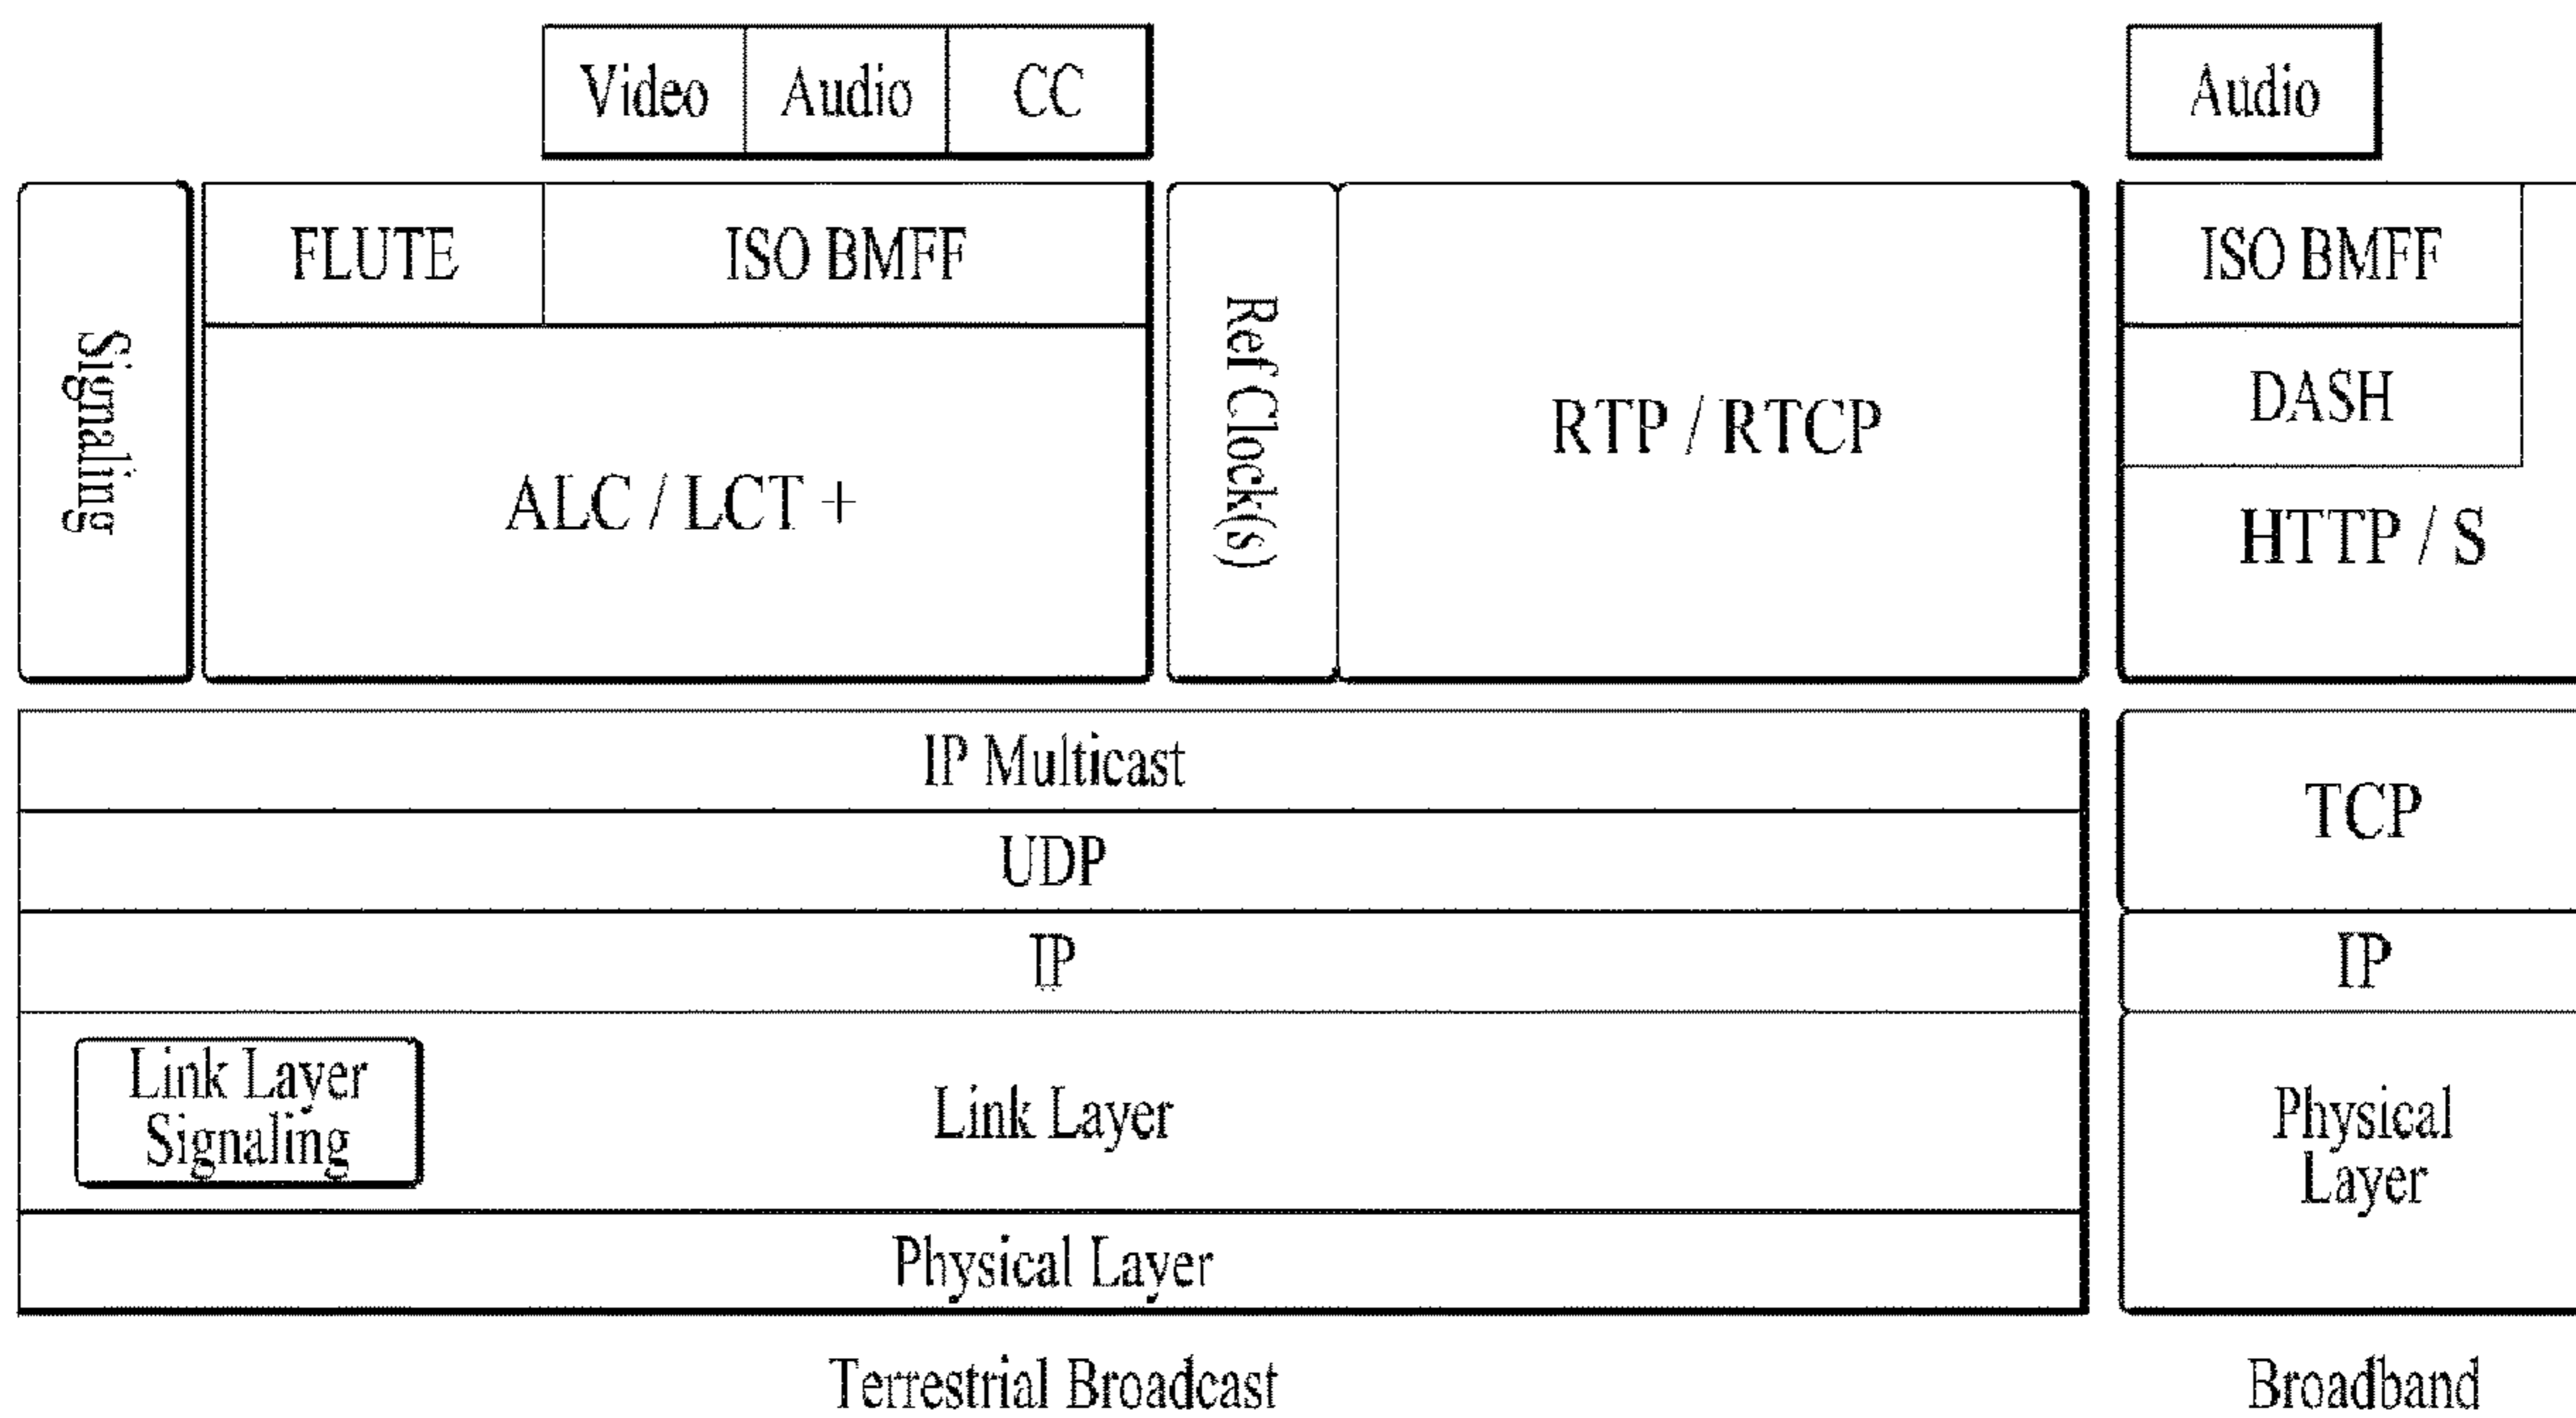 Video Audio CC
Audio
Signaling
FLUTE ISO BMFF
ALC / LCT +
Ref Clock(s)
RTP / RTCP
ISO BMFF
DASH
HTTP / S
IP Multicast
UDP
IP
Link Layer
Signaling
Link Layer
Physical Layer
TCP
IP
Physical
Layer
Terrestrial Broadcast
Broadband